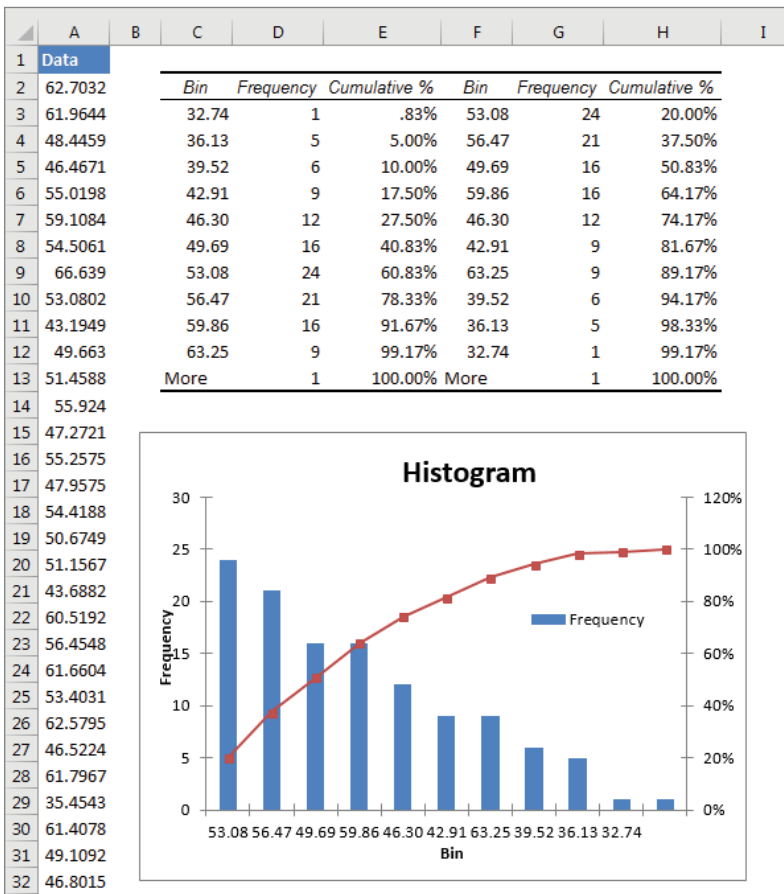 A B C D E F G H I
1 Data
2 62.7032 Bin Frequency Cumulative % Bin Frequency Cumulative %
3 61.9644 32.74 1 .83% 53.08 24 20.00%
4 48.4459 36.13 5 5.00% 56.47 21 37.50%
5 46.4671 39.52 6 10.00% 49.69 16 50.83%
6 55.0198 42.91 9 17.50% 59.86 16 64.17%
7 59.1084 46.30 12 27.50% 46.30 12 74.17%
8 54.5061 49.69 16 40.83% 42.91 9 81.67%
9 66.639 53.08 24 60.83% 63.25 9 89.17%
10 53.0802 56.47 21 78.33% 39.52 6 94.17%
11 43.1949 59.86 16 91.67% 36.13 5 98.33%
12 49.663 63.25 9 99.17% 32.74 1 99.17%
13 51.4588 More 1 100.00% More 1 100.00%
14 55.924
15 47.2721
16 55.2575
17 47.9575
18 54.4188
19 50.6749
20 51.1567
21 43.6882
22 60.5192
23 56.4548
24 61.6604
25 53.4031
26 62.5795
27 46.5224
28 61.7967
29 35.4543
30 61.4078
31 49.1092
32 46.8015
Histogram
30 120%
25 100%
20 80%
Frequency
15 60%
10 40%
5 20%
0 0%
Frequency
53.08 56.47 49.69 59.86 46.30 42.91 63.25 39.52 36.13 32.74
Bin